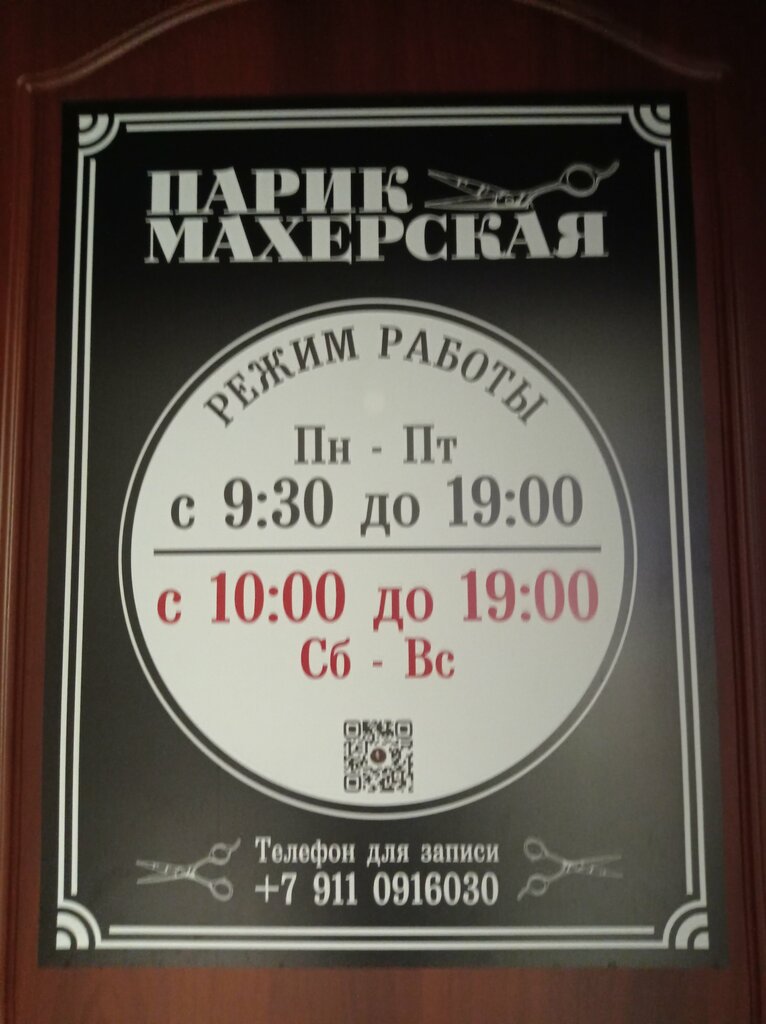 ПАРИК
МАХЕРСКАЯ
РЕЖИМ РАБОТЫ
Пн - Пт
с 9:30 до 19:00
с 10:00 до 19:00
Сб - Вс
Телефон для записи
+7 911 0916030